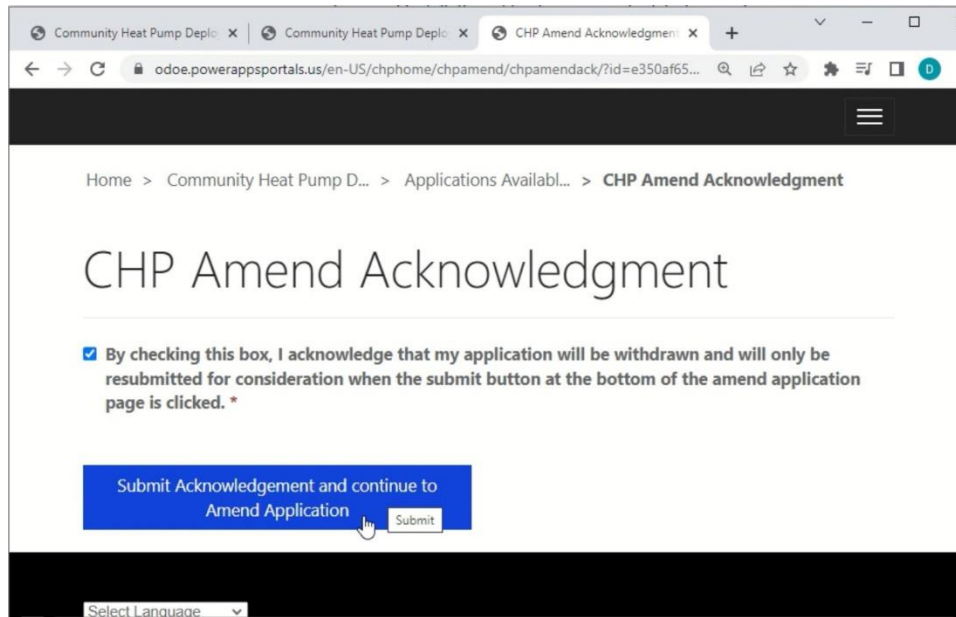 Community Heat Pump Deplo
Community Heat Pump Deplo
CHP Amend Acknowledgment
odoe.powerappsportals.us/en-US/chphome/chpamend/chpamendack/?id=e350af65...
D
Home > Community Heat Pump D... > Applications Availabl... > CHP Amend Acknowledgment
CHP Amend Acknowledgment
By checking this box, I acknowledge that my application will be withdrawn and will only be
resubmitted for consideration when the submit button at the bottom of the amend application
page is clicked. *
Submit Acknowledgement and continue to
Amend Application
Submit
Select Language